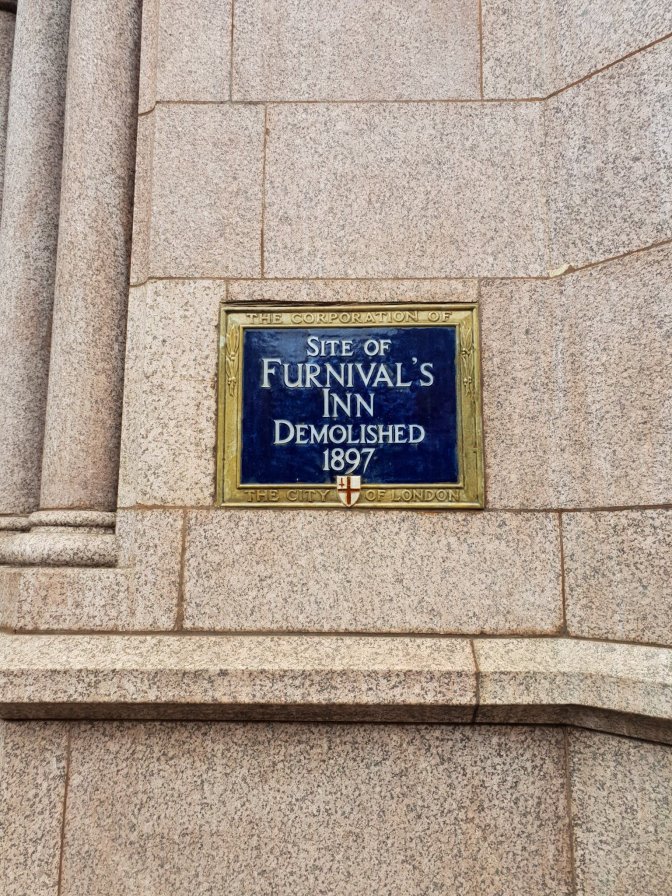 THE CORPORATION OF
SITE OF
FURNIVAL'S
INN
DEMOLISHED
1897
THE CITY OF LONDON